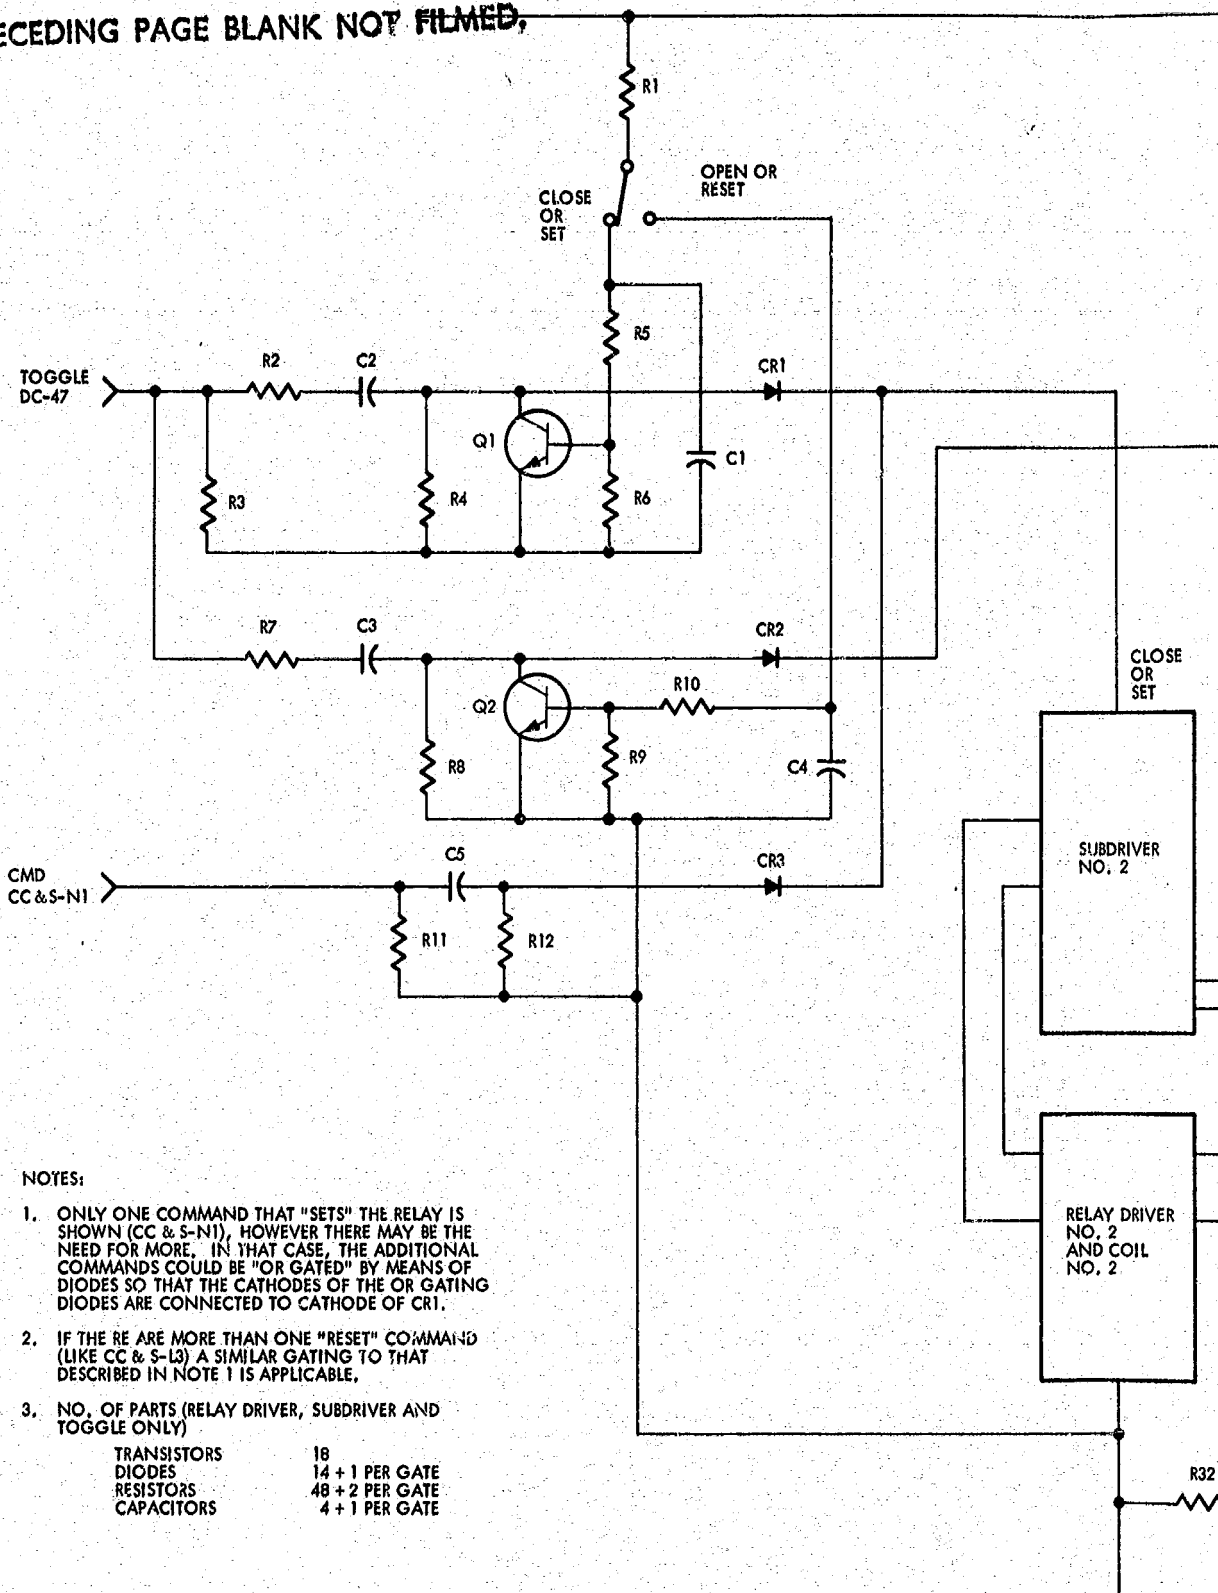 ECEDING PAGE BLANK NOT FILMED.
R1
OPEN OR
RESET
CLOSE
OR
SET
R5
TOGGLE
DC-47
R2
C2
CR1
Q1
C1
R3
R4
R6
R7
C3
CR2
CLOSE
OR
SET
R10
Q2
R8
R9
C4
SUBDRIVER
NO. 2
CMD
CC & S-N1
C5
CR3
R11
R12
NOTES:
1. ONLY ONE COMMAND THAT "SETS" THE RELAY IS
SHOWN (CC & S-N1), HOWEVER THERE MAY BE THE
NEED FOR MORE. IN THAT CASE, THE ADDITIONAL
COMMANDS COULD BE "OR GATED" BY MEANS OF
DIODES SO THAT THE CATHODES OF THE OR GATING
DIODES ARE CONNECTED TO CATHODE OF CR1.
2. IF THE RE ARE MORE THAN ONE "RESET" COMMAND
(LIKE CC & S-L3) A SIMILAR GATING TO THAT
DESCRIBED IN NOTE 1 IS APPLICABLE.
3. NO. OF PARTS (RELAY DRIVER, SUBDRIVER AND
TOGGLE ONLY)
TRANSISTORS 18
DIODES 14 + 1 PER GATE
RESISTORS 48 + 2 PER GATE
CAPACITORS 4 + 1 PER GATE
RELAY DRIVER
NO. 2
AND COIL
NO. 2
R32